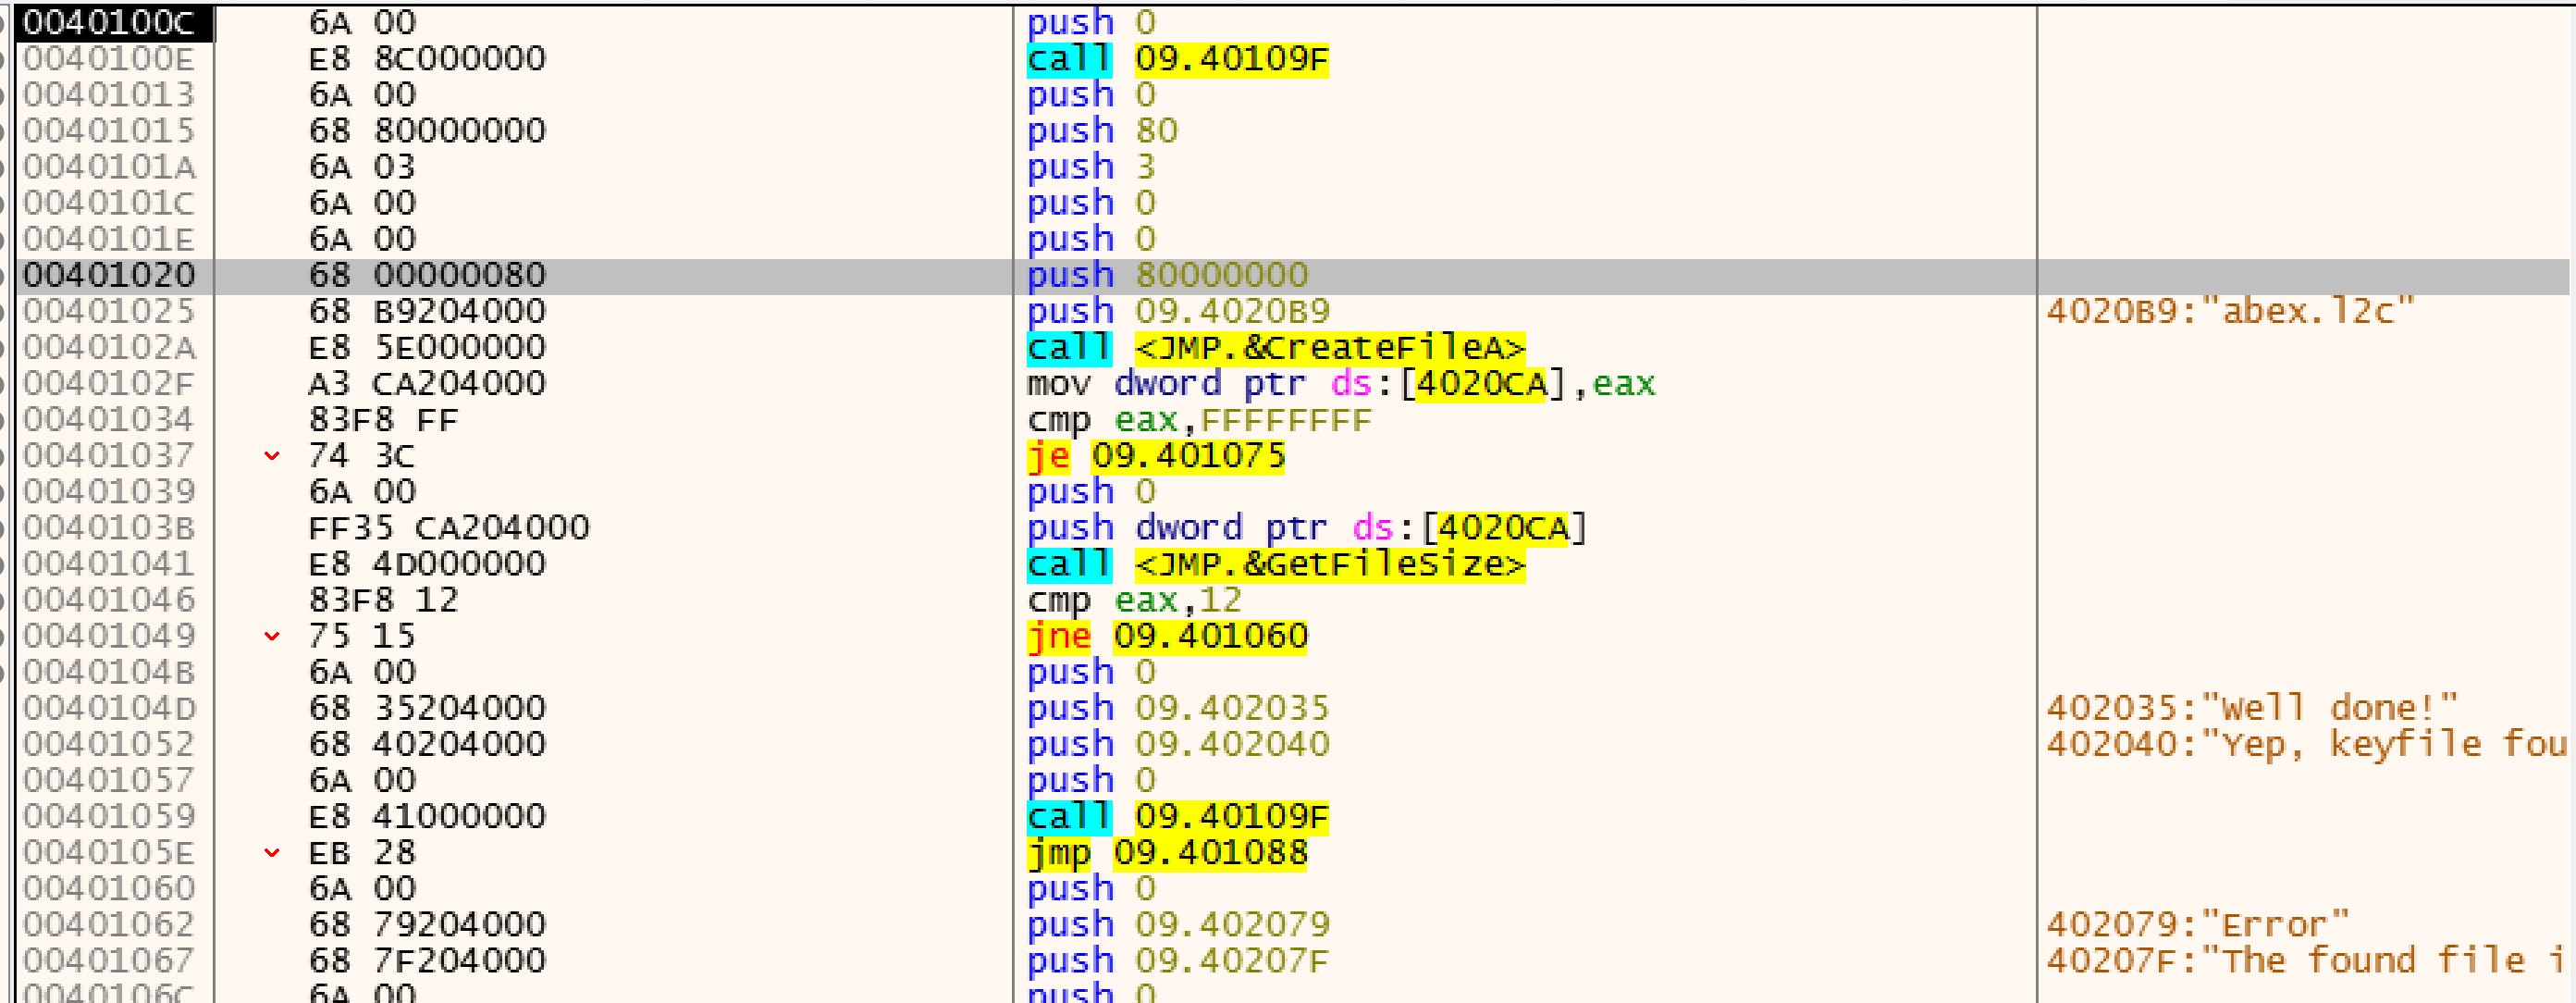 0040100C 6A 00 push 0
0040100E E8 8C000000 call 09.40109F
00401013 6A 00 push 0
00401015 68 80000000 push 80
0040101A 6A 03 push 3
0040101C 6A 00 push 0
0040101E 6A 00 push 0
00401020 68 00000080 push 80000000
00401025 68 B9204000 push 09.4020B9 4020B9:"abex.l2c"
0040102A E8 5E000000 call <JMP.&CreateFileA>
0040102F A3 CA204000 mov dword ptr ds:[4020CA],eax
00401034 83F8 FF cmp eax,FFFFFFFF
00401037 74 3C je 09.401075
00401039 6A 00 push 0
0040103B FF35 CA204000 push dword ptr ds:[4020CA]
00401041 E8 4D000000 call <JMP.&GetFileSize>
00401046 83F8 12 cmp eax,12
00401049 75 15 jne 09.401060
0040104B 6A 00 push 0
0040104D 68 35204000 push 09.402035 402035:"Well done!"
00401052 68 40204000 push 09.402040 402040:"Yep, keyfile fou
00401057 6A 00 push 0
00401059 E8 41000000 call 09.40109F
0040105E EB 28 jmp 09.401088
00401060 6A 00 push 0
00401062 68 79204000 push 09.402079 402079:"Error"
00401067 68 7F204000 push 09.40207F 40207F:"The found file i
0040106C 6A 00 push 0